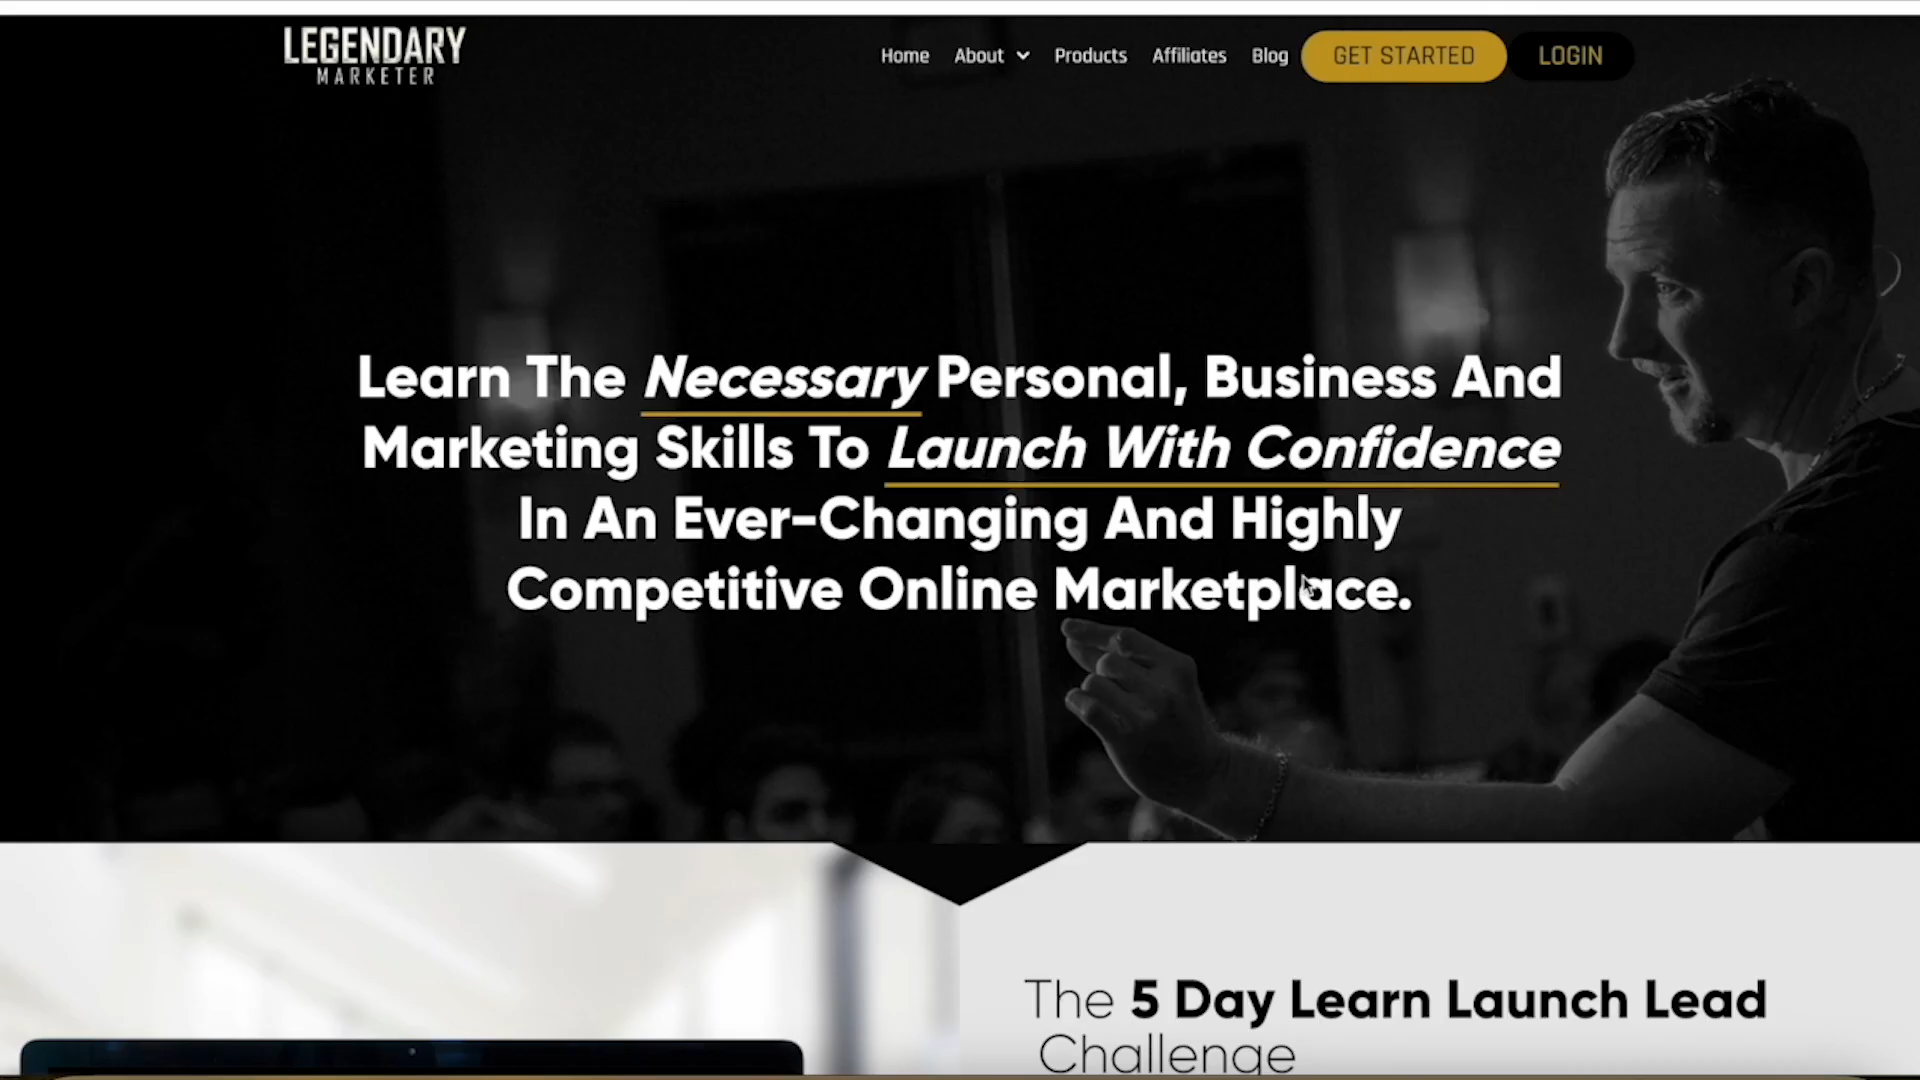 LEGENDARY
MARKETER
Home About Products Affiliates Blog GET STARTED LOGIN
Learn The Necessary Personal, Business And
Marketing Skills To Launch With Confidence
In An Ever-Changing And Highly
Competitive Online Marketplace.
The 5 Day Learn Launch Lead
Challenge